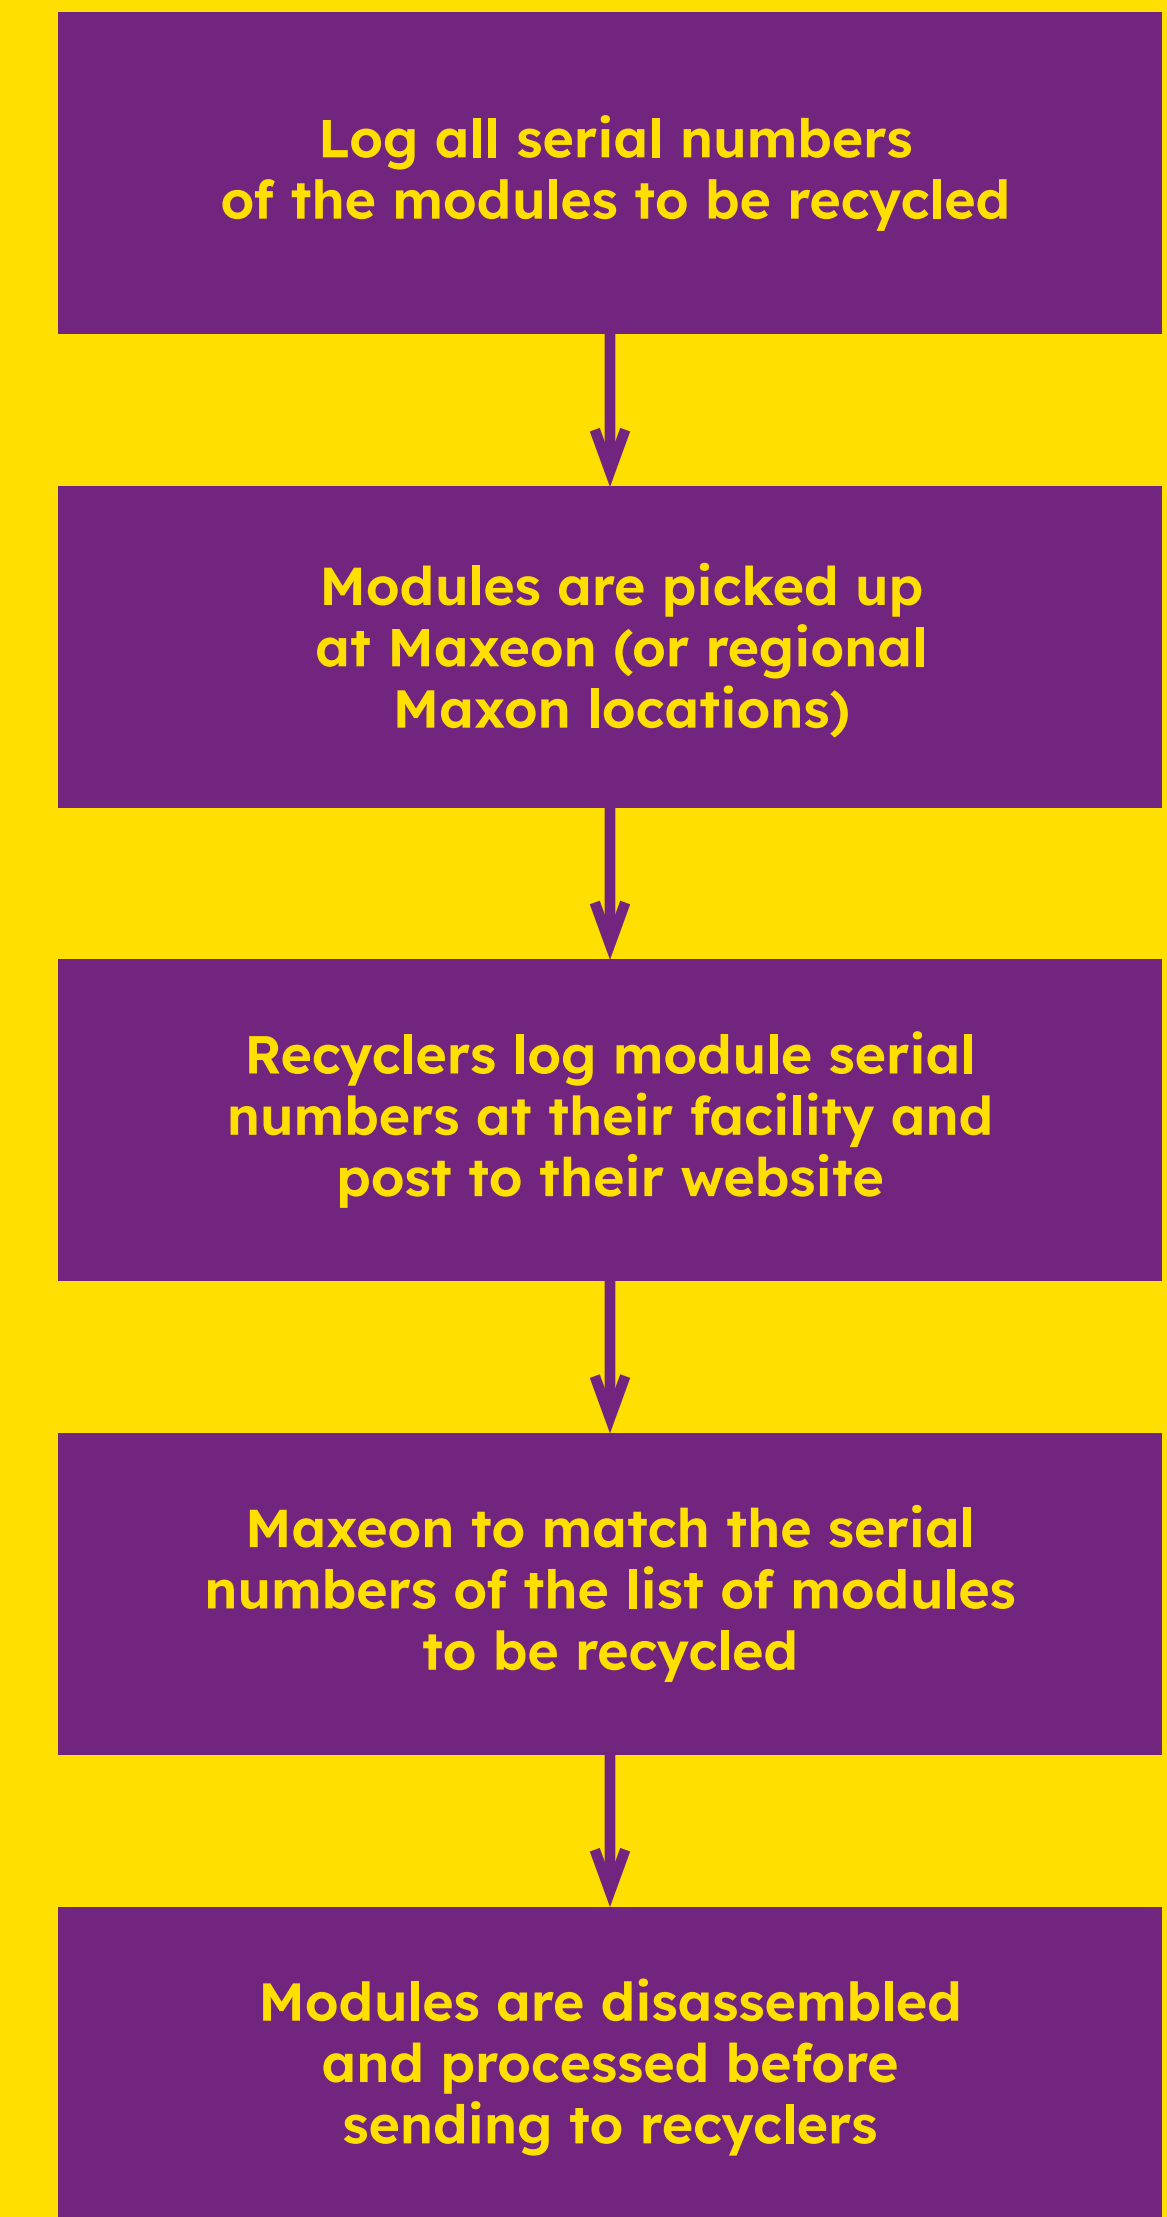 Log all serial numbers
of the modules to be recycled
Modules are picked up
at Maxeon (or regional
Maxon locations)
Recyclers log module serial
numbers at their facility and
post to their website
Maxeon to match the serial
numbers of the list of modules
to be recycled
Modules are disassembled
and processed before
sending to recyclers